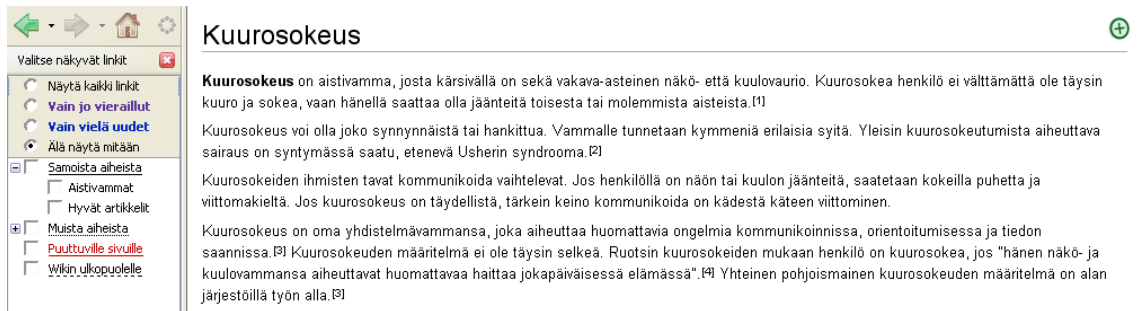 Valitse näkyvät linkit
Näytä kaikki linkit
Vain jo vieraillut
Vain vielä uudet
Älä näytä mitään
Samoista aiheista
Aistivammat
Hyvät artikkelit
Muista aiheista
Puuttuville sivuille
Wikin ulkopuolelle
Kuurosokeus
Kuurosokeus on aistivamma, josta kärsivällä on sekä vakava-asteinen näkö- että kuulovaurio. Kuurosokea henkilö ei välttämättä ole täysin
kuuro ja sokea, vaan hänellä saattaa olla jäänteitä toisesta tai molemmista aisteista.[1]
Kuurosokeus voi olla joko synnynnäistä tai hankittua. Vammalle tunnetaan kymmeniä erilaisia syitä. Yleisin kuurosokeutumista aiheuttava
sairaus on syntymässä saatu, etenevä Usherin syndrooma.[2]
Kuurosokeiden ihmisten tavat kommunikoida vaihtelevat. Jos henkilöllä on näön tai kuulon jäänteitä, saatetaan kokeilla puhetta ja
viittomakieltä. Jos kuurosokeus on täydellistä, tärkein keino kommunikoida on kädestä käteen viittominen.
Kuurosokeus on oma yhdistelmävammansa, joka aiheuttaa huomattavia ongelmia kommunikoinnissa, orientoitumisessa ja tiedon
saannissa.[3] Kuurosokeuden määritelmä ei ole täysin selkeä. Ruotsin kuurosokeiden mukaan henkilö on kuurosokea, jos "hänen näkö- ja
kuulovammansa aiheuttavat huomattavaa haittaa jokapäiväisessä elämässä".[4] Yhteinen pohjoismainen kuurosokeuden määritelmä on alan
järjestöillä työn alla.[3]